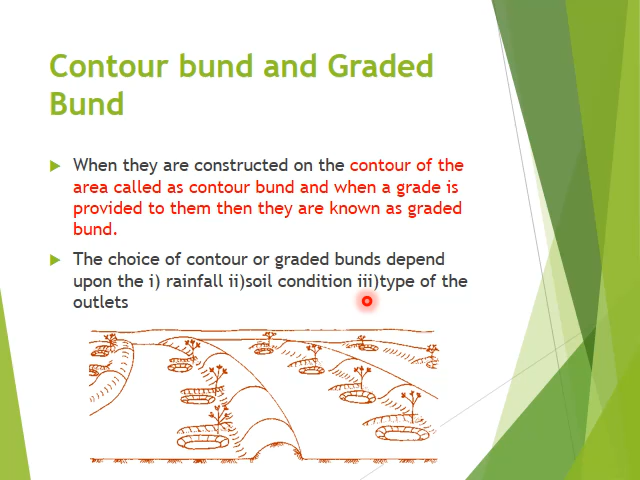 Contour bund and Graded
Bund
When they are constructed on the contour of the
area called as contour bund and when a grade is
provided to them then they are known as graded
bund.
The choice of contour or graded bunds depend
upon the i) rainfall ii)soil condition iii)type of the
outlets